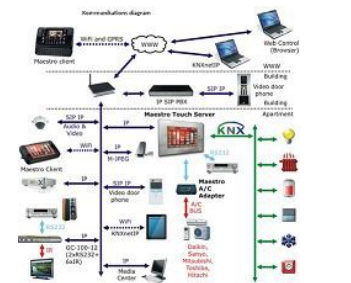 Kommunikations diagram
WiFi and GPRS
WWW
Maestro client
KNXnetIP
Web Control
(Browser)
WWW
Building
IP SIP PBX
SIP IP
Video door
phone
Building
Apartment
SIP IP
Audio &
Video
IP
Maestro Touch Server
KNX
WiFi
IP
M-JPEG
RS232
Maestro Client
Maestro
A/C
Adapter
IP
SIP IP
Video door
phone
A/C
BUS
RS232
WiFi
KNXnetIP
IP
GC-100-12
(2xRS232+
6xIR)
IR
Daikin,
Sanyo,
Mitsubishi,
Toshiba,
Hitachi
IP
Media
Center